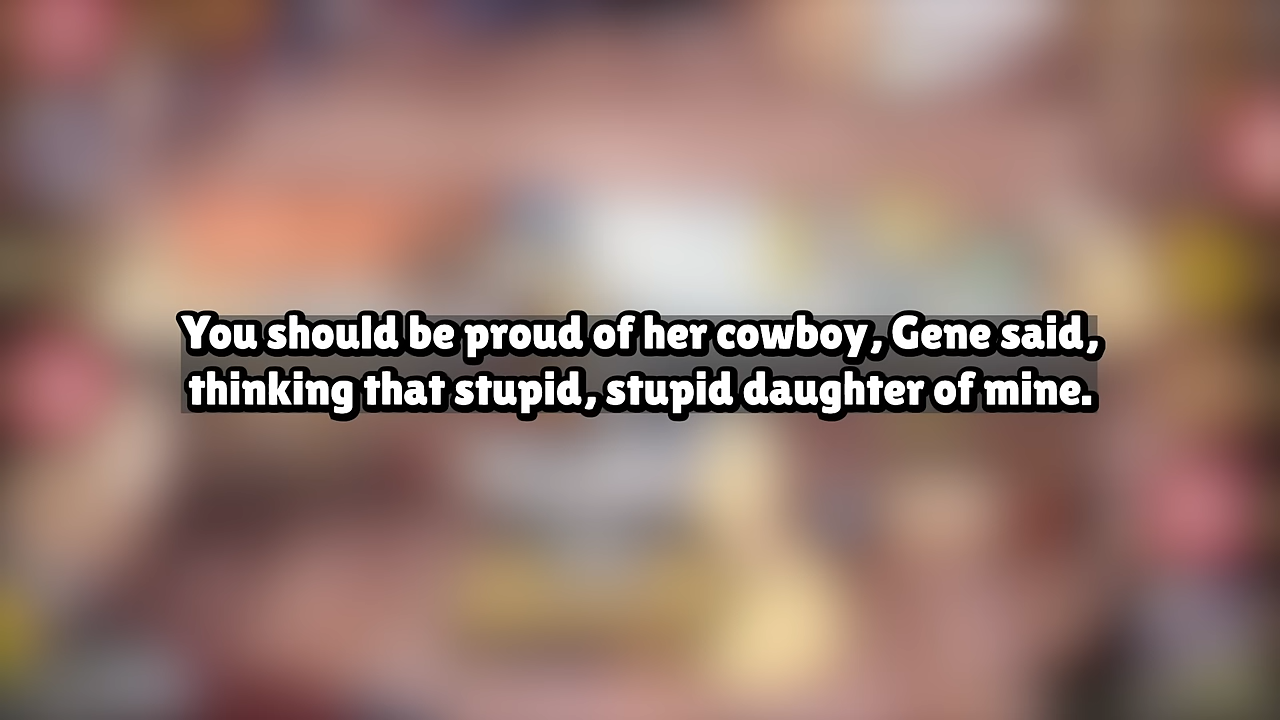 You should be proud of her cowboy, Gene said,
thinking that stupid, stupid daughter of mine.